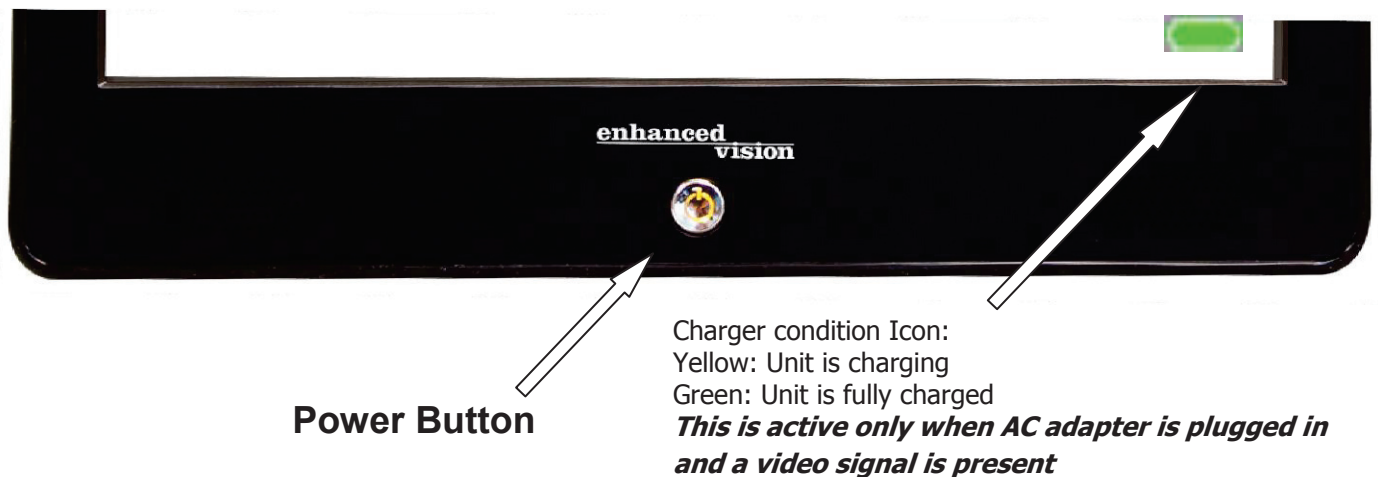 enhanced
vision
Power Button
Charger condition Icon:
Yellow: Unit is charging
Green: Unit is fully charged
This is active only when AC adapter is plugged in
and a video signal is present